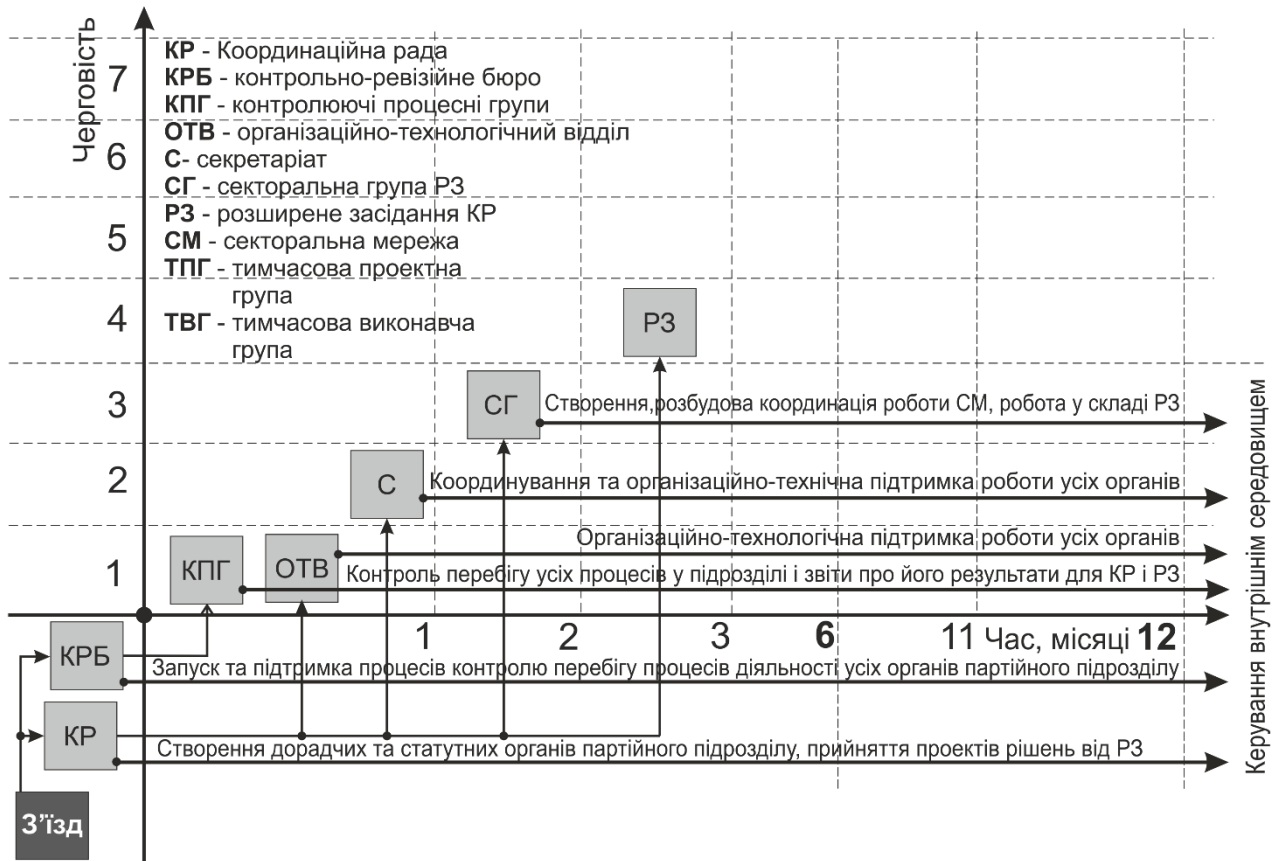 Черговість
7
6
5
4
3
2
1
КР - Координаційна рада
КРБ - контрольно-ревізійне бюро
КПГ - контролюючі процесні групи
ОТВ - організаційно-технологічний відділ
С- секретаріат
СГ - секторальна група РЗ
РЗ - розширене засідання КР
СМ - секторальна мережа
ТПГ - тимчасова проектна
група
ТВГ - тимчасова виконавча
група
РЗ
СГ
Створення,розбудова координація роботи СМ, робота у складі РЗ
С
Координування та організаційно-технічна підтримка роботи усіх органів
Організаційно-технологічна підтримка роботи усіх органів
КПГ
ОТВ
Контроль перебігу усіх процесів у підрозділі і звіти про його результати для КР і РЗ
1 2 3 6 11 Час, місяці 12
КРБ
Запуск та підтримка процесів контролю перебігу процесів діяльності усіх органів партійного підрозділу
КР
Створення дорадчих та статутних органів партійного підрозділу, прийняття проектів рішень від РЗ
З’їзд
Керування внутрішнім середовищем